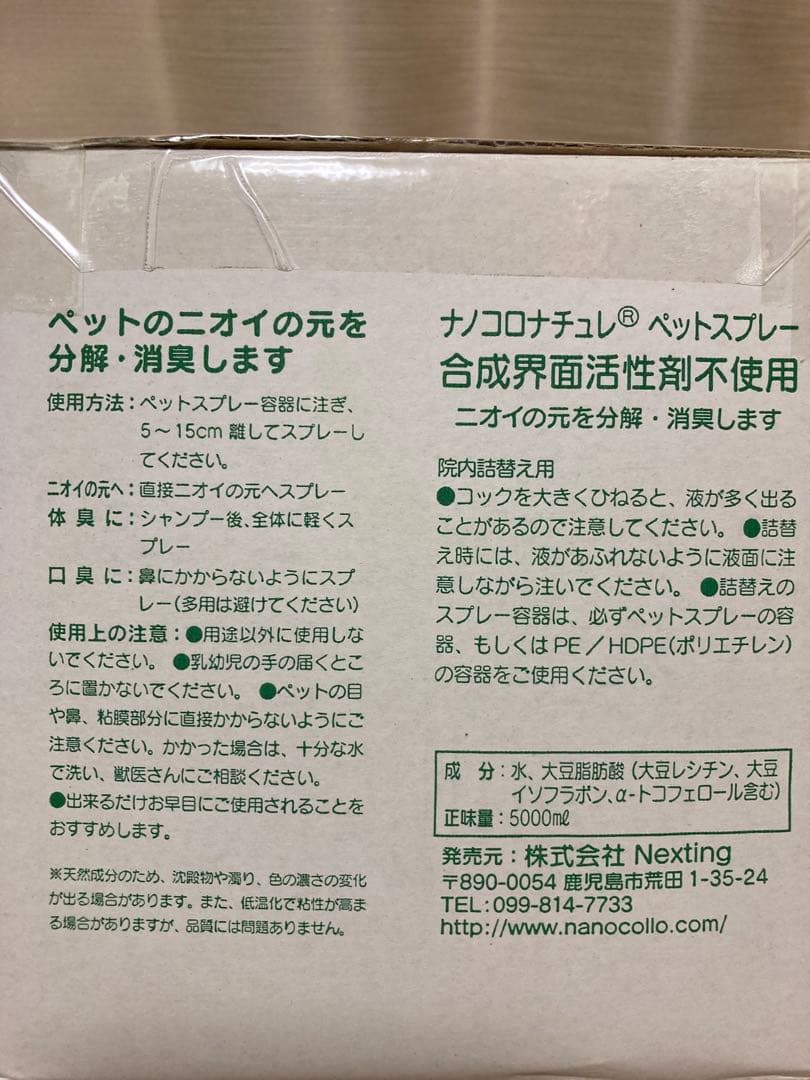 ペットのニオイの元を
分解・消臭します
使用方法：ペットスプレー容器に注ぎ、
5～15cm 離してスプレーし
てください。
ニオイの元へ：直接ニオイの元へスプレー
体臭に：シャンプー後、全体に軽くス
プレー
口臭に：鼻にかからないようにスプ
レー（多用は避けてください）
使用上の注意：●用途以外に使用しな
いでください。●乳幼児の手の届くとこ
ろに置かないでください。●ペットの目
や鼻、粘膜部分に直接かからないようにご
注意ください。かかった場合は、十分な水
で洗い、獣医さんにご相談ください。
●出来るだけお早目にご使用されることを
おすすめします。
※天然成分のため、沈殿物や濁り、色の濃さの変化
が出る場合があります。また、低温化で粘性が高ま
る場合がありますが、品質には問題ありません。
ナノコロナチュレ® ペットスプレー
合成界面活性剤不使用
ニオイの元を分解・消臭します
院内詰替え用
●コックを大きくひねると、液が多く出る
ことがあるので注意してください。●詰替
え時には、液があふれないように液面に注
意しながら注いでください。●詰替えの
スプレー容器は、必ずペットスプレーの容
器、もしくはPE／HDPE（ポリエチレン）
の容器をご使用ください。
成分：水、大豆脂肪酸（大豆レシチン、大豆
イソフラボン、α-トコフェロール含む）
正味量：5000㎖
発売元：株式会社 Nexting
〒890-0054 鹿児島市荒田 1-35-24
TEL：099-814-7733
http://www.nanocollo.com/